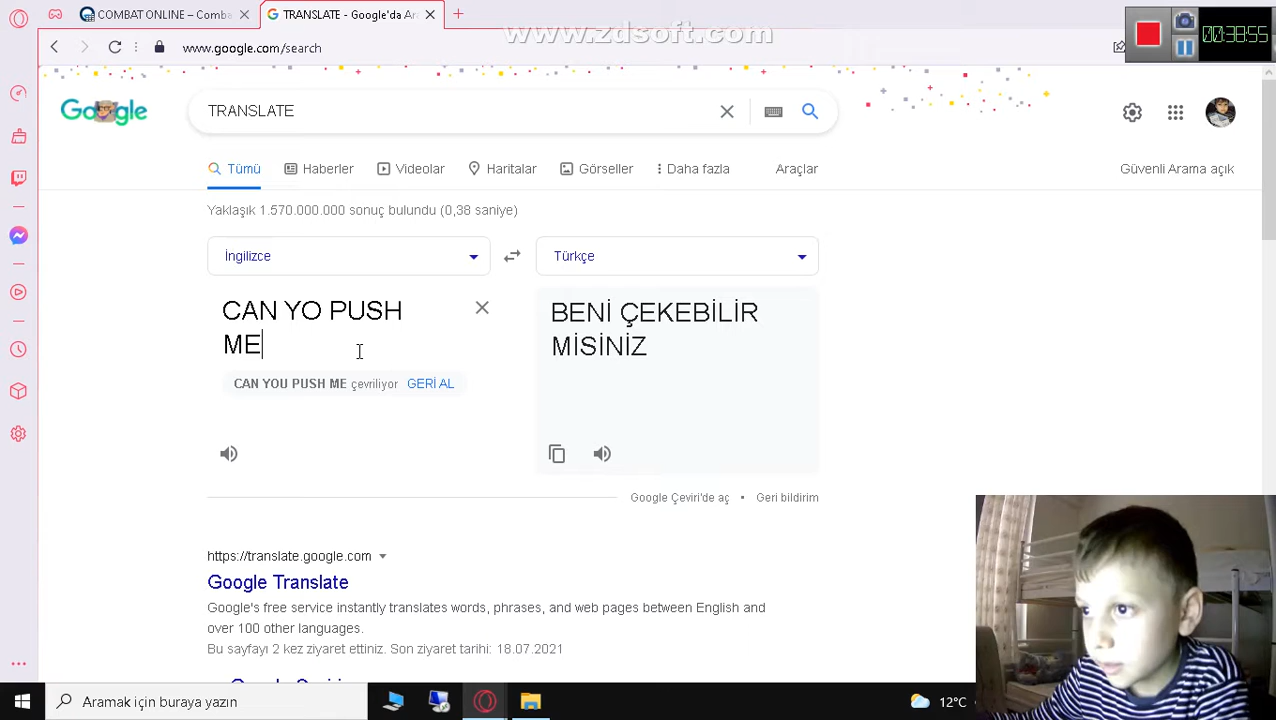 COMBAT ONLINE – Comba
TRANSLATE - Google'da Ar
www.zdsoft.com
00:38:55
www.google.com/search
Google
TRANSLATE
Tümü
Haberler
Videolar
Haritalar
Görseller
Daha fazla
Araçlar
Güvenli Arama açık
Yaklaşık 1.570.000.000 sonuç bulundu (0,38 saniye)
İngilizce
Türkçe
CAN YO PUSH
ME
BENİ ÇEKEBİLİR
MİSİNİZ
CAN YOU PUSH ME çevriliyor GERİ AL
Google Çeviri'de aç • Geri bildirim
https://translate.google.com
Google Translate
Google's free service instantly translates words, phrases, and web pages between English and
over 100 other languages.
Bu sayfayı 2 kez ziyaret ettiniz. Son ziyaret tarihi: 18.07.2021
Aramak için buraya yazın
12°C